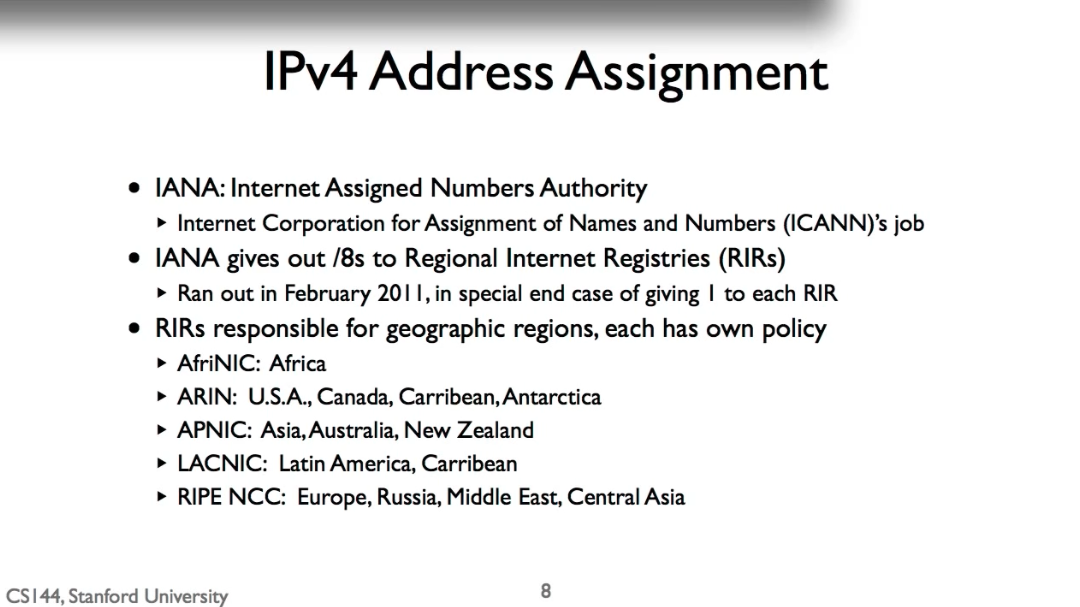 IPv4 Address Assignment
• IANA: Internet Assigned Numbers Authority
▸ Internet Corporation for Assignment of Names and Numbers (ICANN)’s job
• IANA gives out /8s to Regional Internet Registries (RIRs)
▸ Ran out in February 2011, in special end case of giving 1 to each RIR
• RIRs responsible for geographic regions, each has own policy
▸ AfriNIC: Africa
▸ ARIN: U.S.A., Canada, Carribean, Antarctica
▸ APNIC: Asia, Australia, New Zealand
▸ LACNIC: Latin America, Carribean
▸ RIPE NCC: Europe, Russia, Middle East, Central Asia
CS144, Stanford University
8